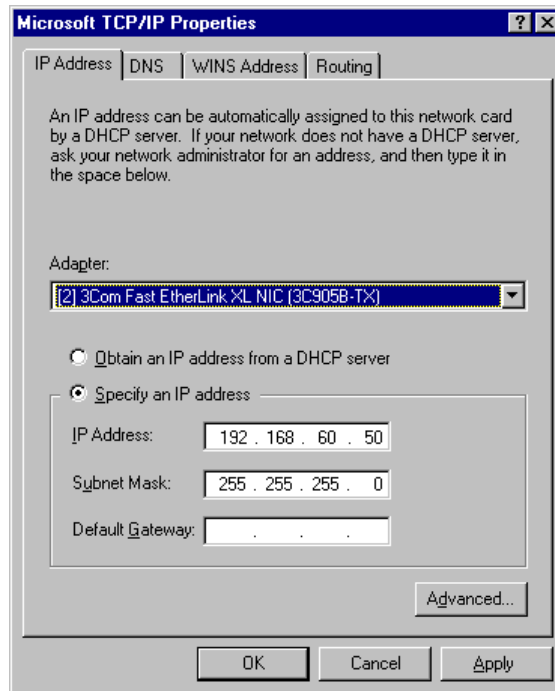 Microsoft TCP/IP Properties
IP Address DNS WINS Address Routing
An IP address can be automatically assigned to this network card
by a DHCP server. If your network does not have a DHCP server,
ask your network administrator for an address, and then type it in
the space below.
Adapter:
[2] 3Com Fast EtherLink XL NIC (3C905B-TX)
Obtain an IP address from a DHCP server
Specify an IP address
IP Address: 192 . 168 . 60 . 50
Subnet Mask: 255 . 255 . 255 . 0
Default Gateway: . . .
Advanced...
OK Cancel Apply